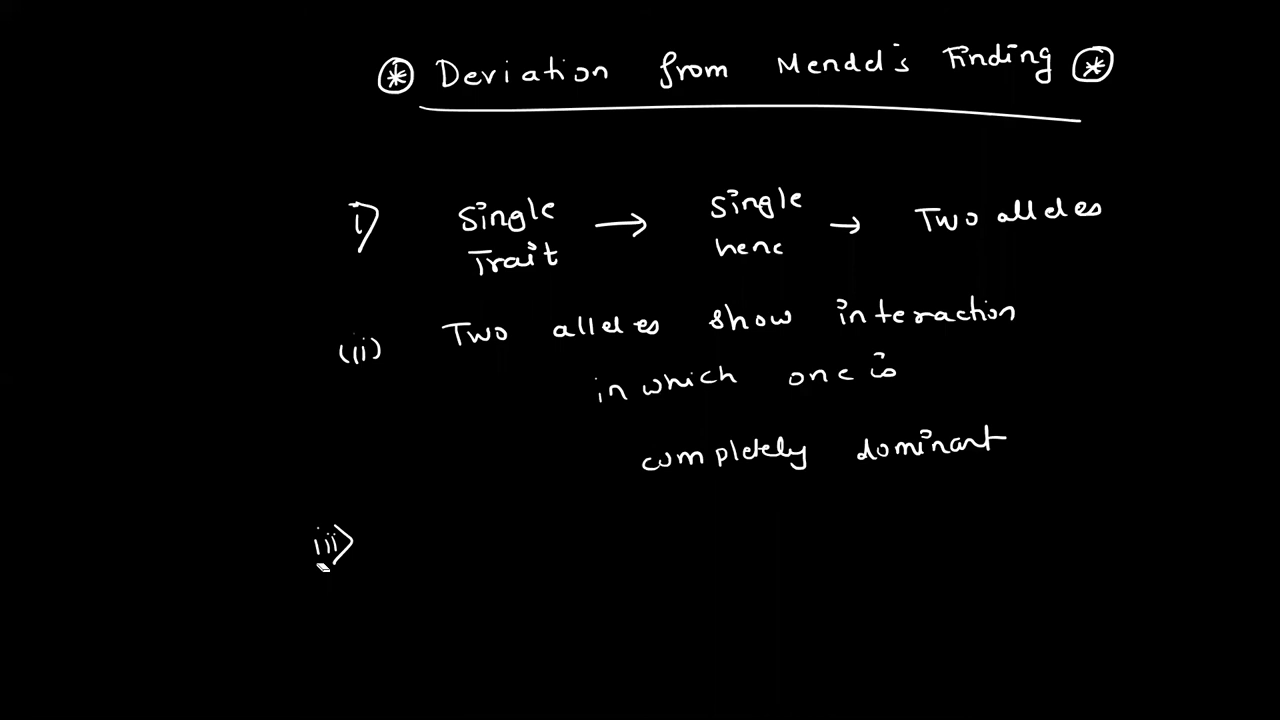 ⊛ Deviation from Mendel's Finding ⊛
i) Single Trait → Single hene → Two alleles
(ii) Two alleles show interaction
in which one is
completely dominant
iii)